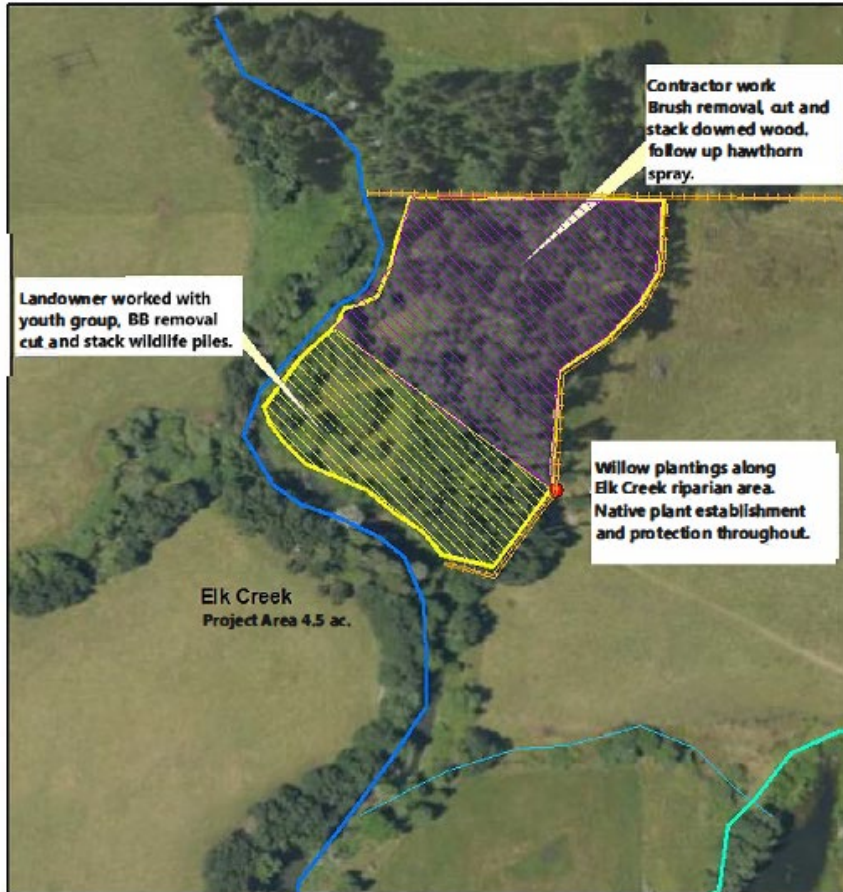 Contractor work
Brush removal, cut and
stack downed wood.
follow up hawthorn
spray.
Landowner worked with
youth group, BB removal
cut and stack wildlife piles.
Willow plantings along
Elk Creek riparian area.
Native plant establishment
and protection throughout.
Elk Creek
Project Area 4.5 ac.